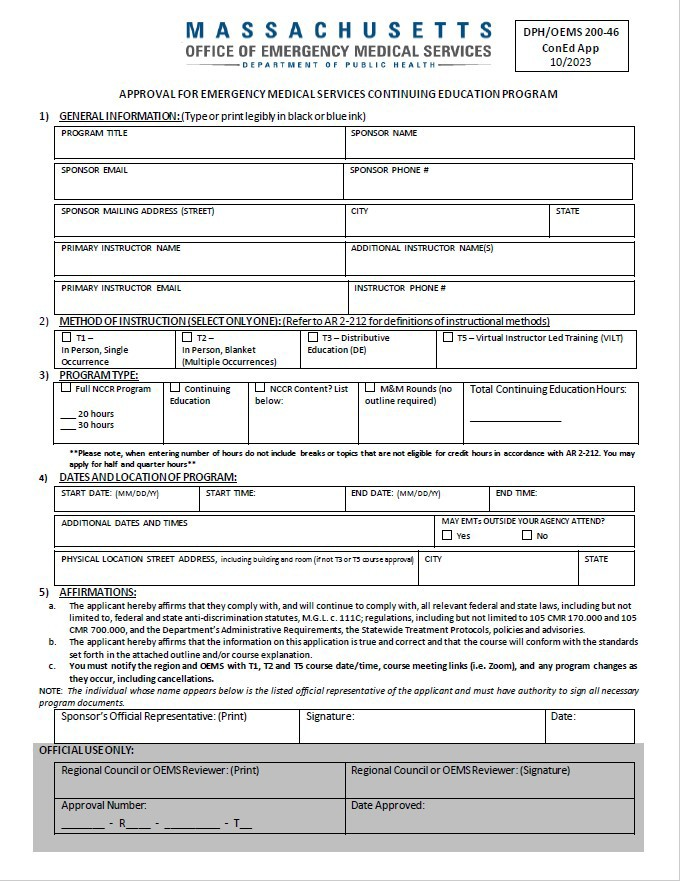 MASSACHUSETTS
OFFICE OF EMERGENCY MEDICAL SERVICES
DEPARTMENT OF PUBLIC HEALTH
DPH/OEMS 200-46
ConEd App
10/2023
APPROVAL FOR EMERGENCY MEDICAL SERVICES CONTINUING EDUCATION PROGRAM
1) GENERAL INFORMATION: (Type or print legibly in black or blue ink)
PROGRAM TITLE SPONSOR NAME
SPONSOR EMAIL SPONSOR PHONE #
SPONSOR MAILING ADDRESS (STREET) CITY STATE
PRIMARY INSTRUCTOR NAME ADDITIONAL INSTRUCTOR NAME(S)
PRIMARY INSTRUCTOR EMAIL INSTRUCTOR PHONE #
2) METHOD OF INSTRUCTION (SELECT ONLY ONE): (Refer to AR 2-212 for definitions of instructional methods)
☐ T1 –
In Person, Single
Occurrence
☐ T2 –
In Person, Blanket
(Multiple Occurrences)
☐ T3 – Distributive
Education (DE)
☐ T5 – Virtual Instructor Led Training (VILT)
3) PROGRAM TYPE:
☐ Full NCCR Program
___ 20 hours
___ 30 hours
☐ Continuing
Education
☐ NCCR Content? List
below:
☐ M&M Rounds (no
outline required)
Total Continuing Education Hours:
_______________
**Please note, when entering number of hours do not include breaks or topics that are not eligible for credit hours in accordance with AR 2-212. You may
apply for half and quarter hours**
4) DATES AND LOCATION OF PROGRAM:
START DATE: (MM/DD/YY) START TIME: END DATE: (MM/DD/YY) END TIME:
ADDITIONAL DATES AND TIMES
MAY EMTs OUTSIDE YOUR AGENCY ATTEND?
☐ Yes ☐ No
PHYSICAL LOCATION STREET ADDRESS, including building and room (if not T3 or T5 course approval) CITY STATE
5) AFFIRMATIONS:
a. The applicant hereby affirms that they comply with, and will continue to comply with, all relevant federal and state laws, including but not
limited to, federal and state anti-discrimination statutes, M.G.L. c. 111C; regulations, including but not limited to 105 CMR 170.000 and 105
CMR 700.000, and the Department's Administrative Requirements, the Statewide Treatment Protocols, policies and advisories.
b. The applicant hereby affirms that the information on this application is true and correct and that the course will conform with the standards
set forth in the attached outline and/or course explanation.
c. You must notify the region and OEMS with T1, T2 and T5 course date/time, course meeting links (i.e. Zoom), and any program changes as
they occur, including cancellations.
NOTE: The individual whose name appears below is the listed official representative of the applicant and must have authority to sign all necessary
program documents.
Sponsor's Official Representative: (Print) Signature: Date:
OFFICIAL USE ONLY:
Regional Council or OEMS Reviewer: (Print) Regional Council or OEMS Reviewer: (Signature)
Approval Number: Date Approved:
_______ - R____ - _________ - T__